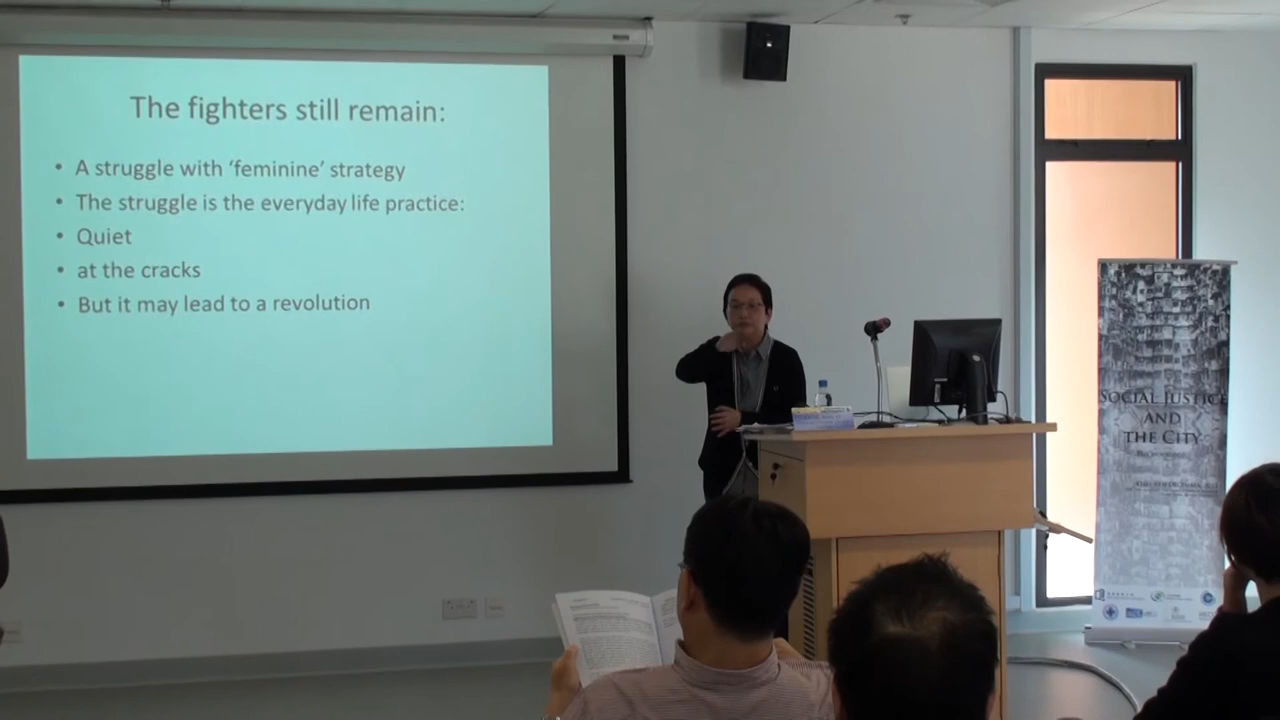 The fighters still remain:
• A struggle with ‘feminine’ strategy
• The struggle is the everyday life practice:
• Quiet
• at the cracks
• But it may lead to a revolution
SOCIAL JUSTICE
AND
THE CITY